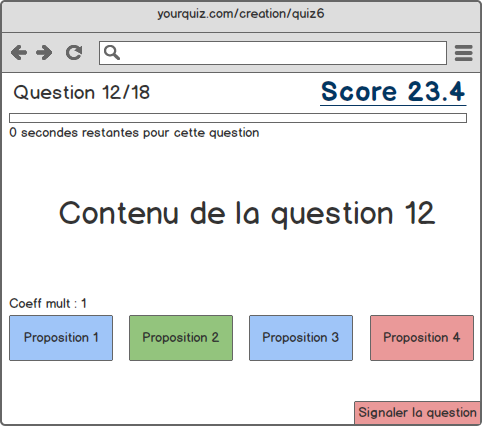 yourquiz.com/creation/quiz6
Question 12/18
Score 23.4
0 secondes restantes pour cette question
Contenu de la question 12
Coeff mult : 1
Proposition 1
Proposition 2
Proposition 3
Proposition 4
Signaler la question